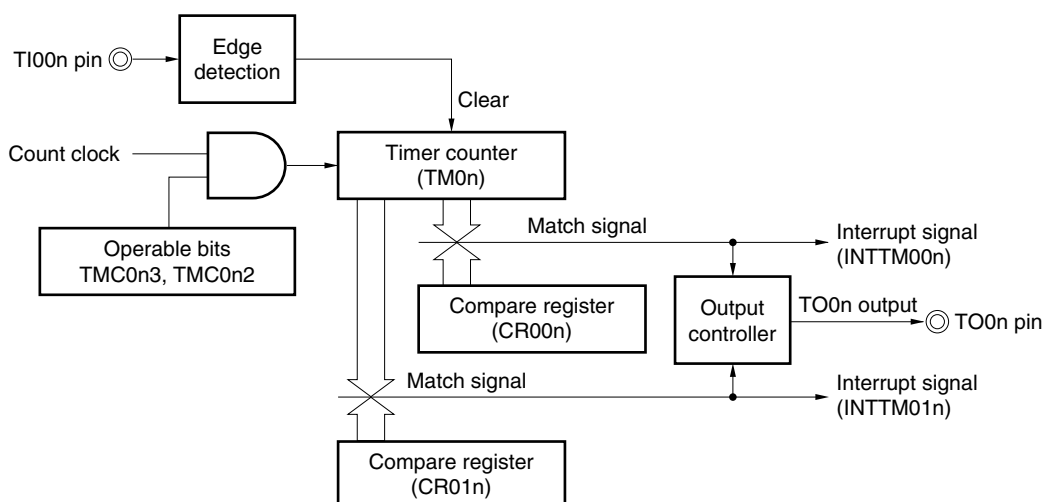 TI00n pin
Edge
detection
Clear
Count clock
Timer counter
(TM0n)
Operable bits
TMC0n3, TMC0n2
Match signal
Interrupt signal
(INTTM00n)
Compare register
(CR00n)
Output
controller
TO0n output
TO0n pin
Match signal
Interrupt signal
(INTTM01n)
Compare register
(CR01n)